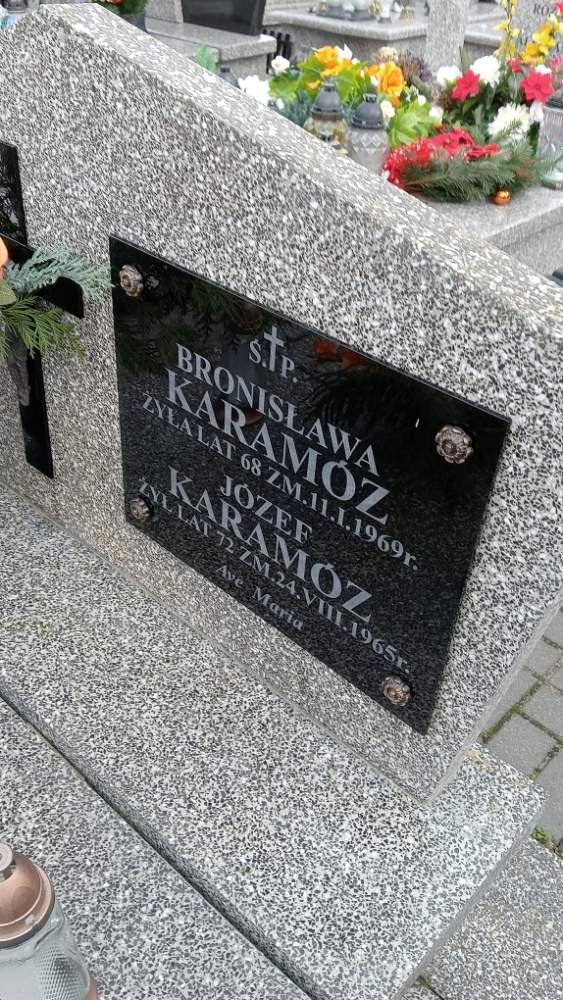 Ś.†P.
BRONISŁAWA
KARAMÓZ
ŻYŁA LAT 68 ZM.11.I.1969r.
JÓZEF
KARAMÓZ
ŻYŁ LAT 72 ZM.24.VIII.1965r.
Ave Maria